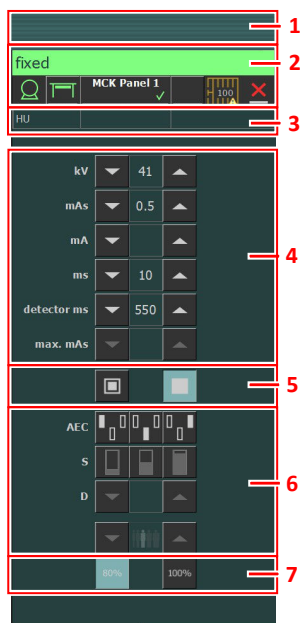 1
fixed
2
MCK Panel 1
100
HU
3
kV 41
mAs 0.5
mA
4
ms 10
detector ms 550
max. mAs
5
AEC
S
6
D
80% 100%
7